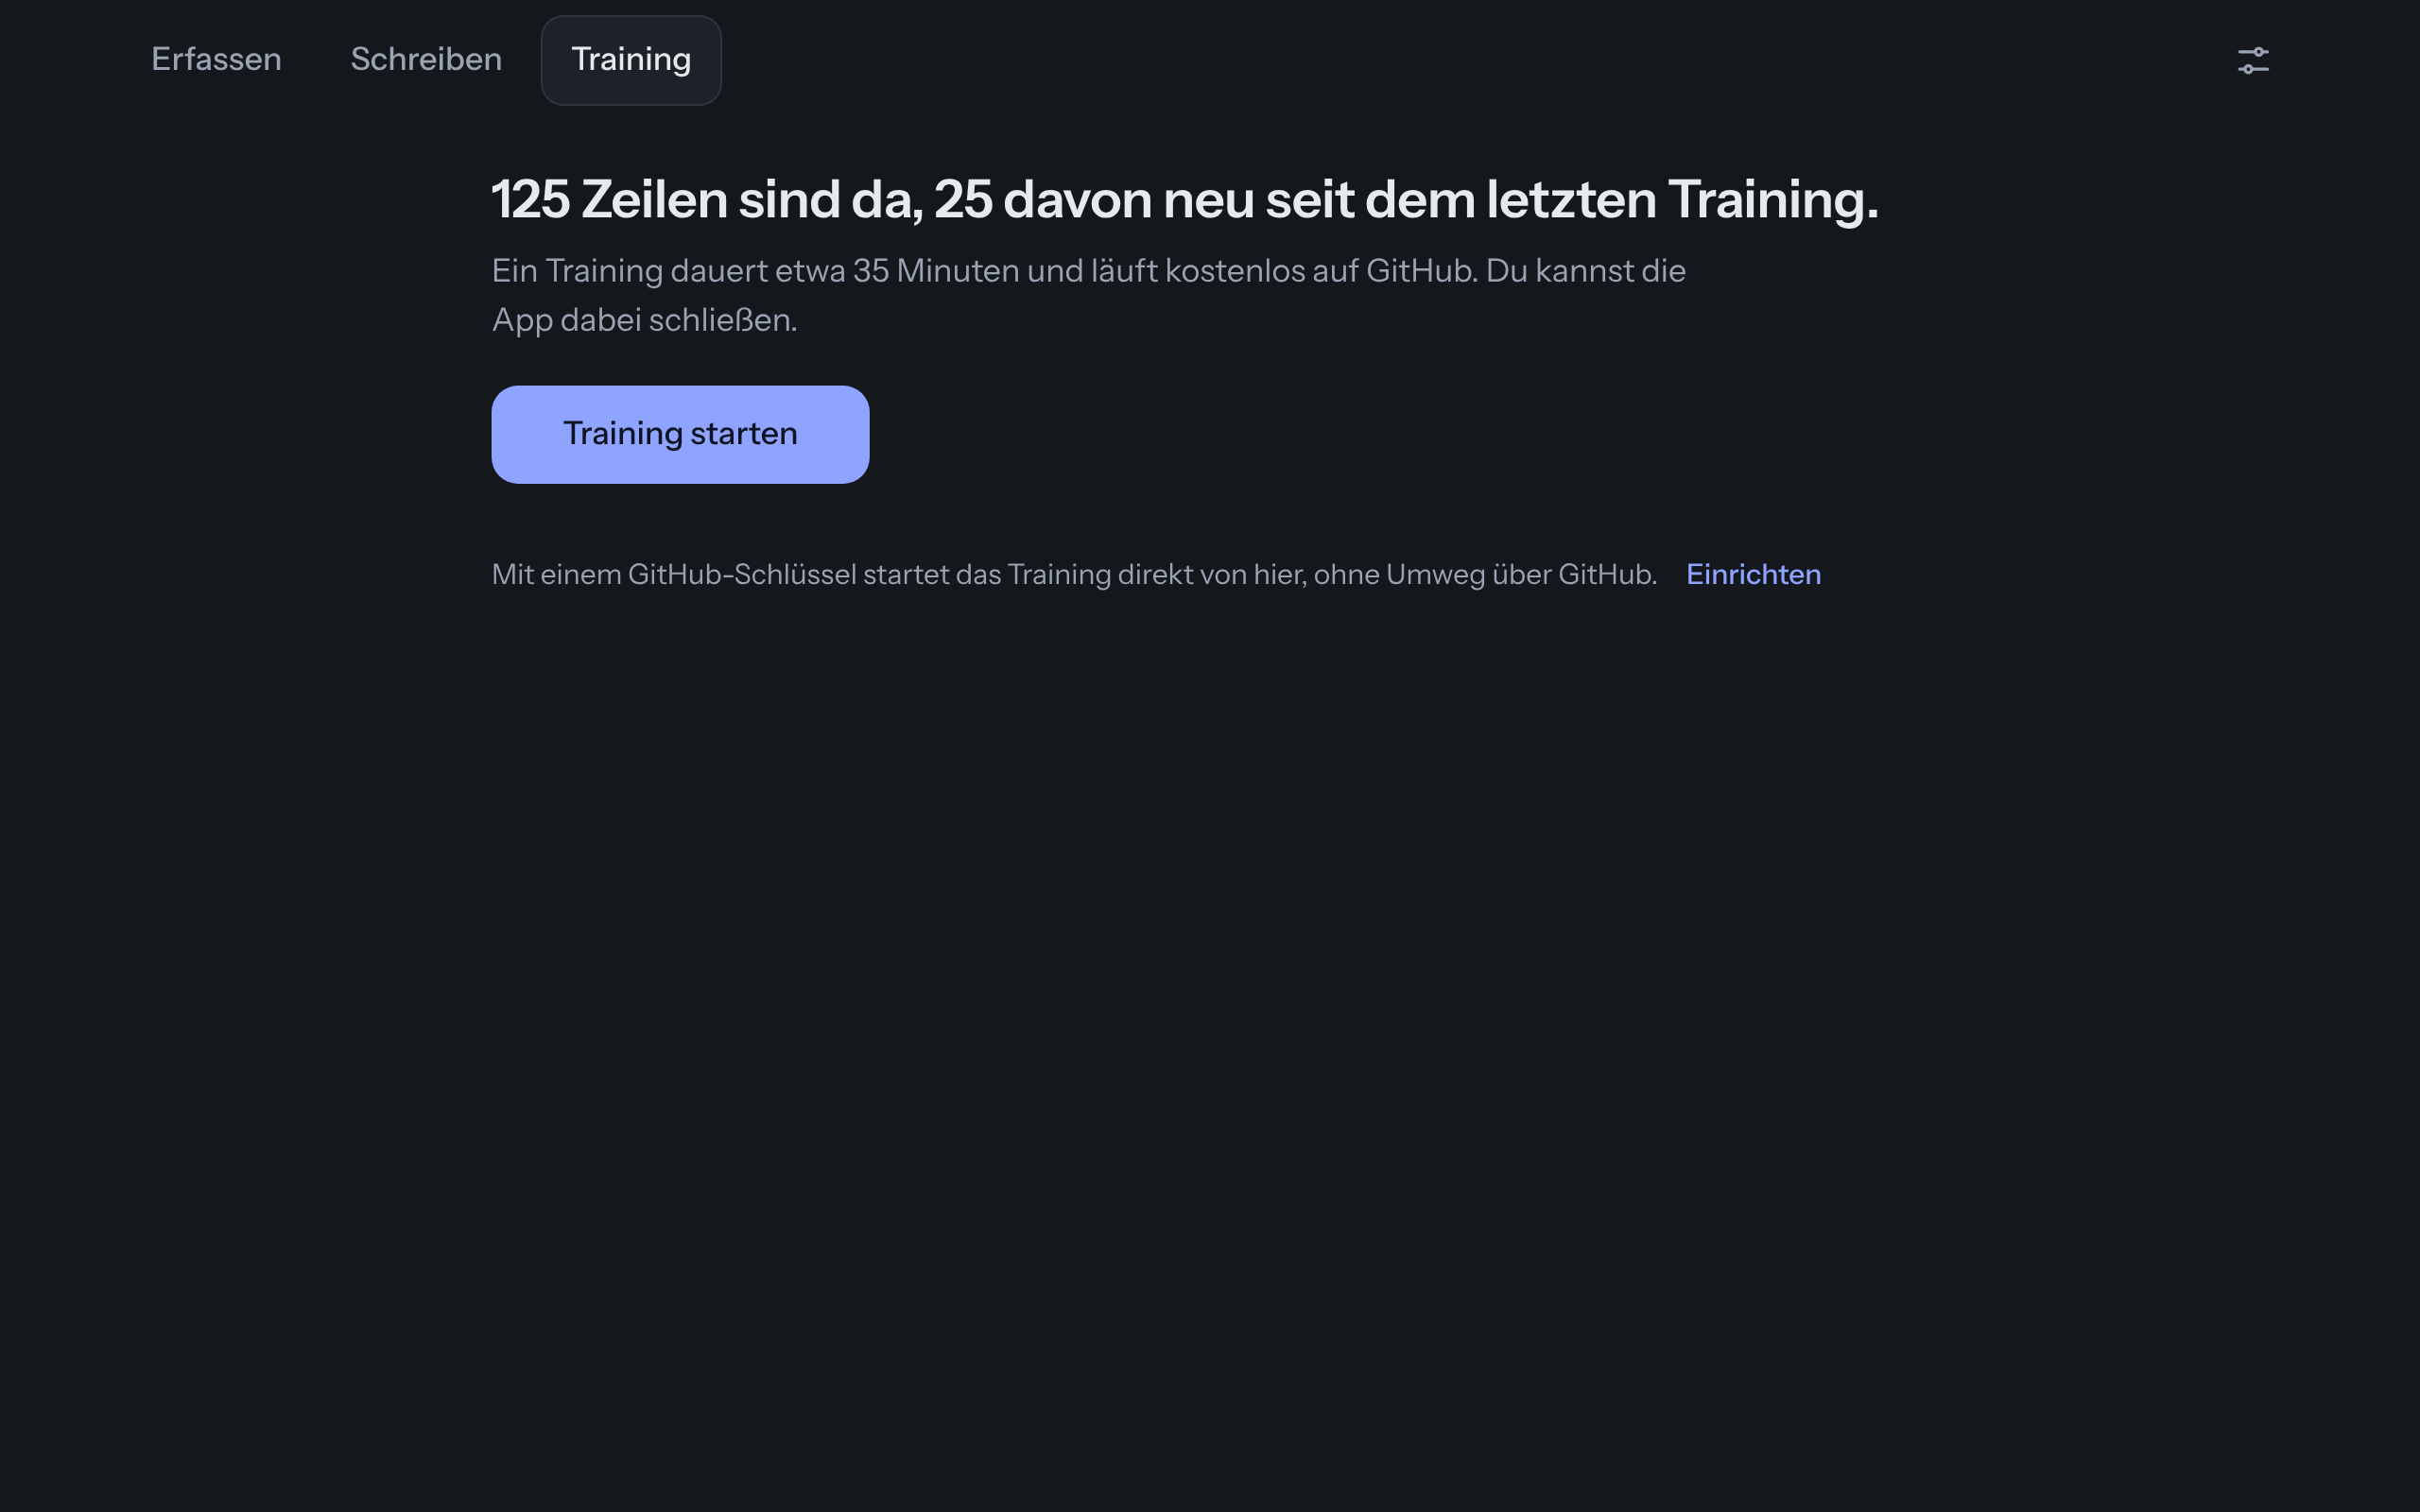 Erfassen
Schreiben
Training
125 Zeilen sind da, 25 davon neu seit dem letzten Training.
Ein Training dauert etwa 35 Minuten und läuft kostenlos auf GitHub. Du kannst die
App dabei schließen.
Training starten
Mit einem GitHub-Schlüssel startet das Training direkt von hier, ohne Umweg über GitHub. Einrichten